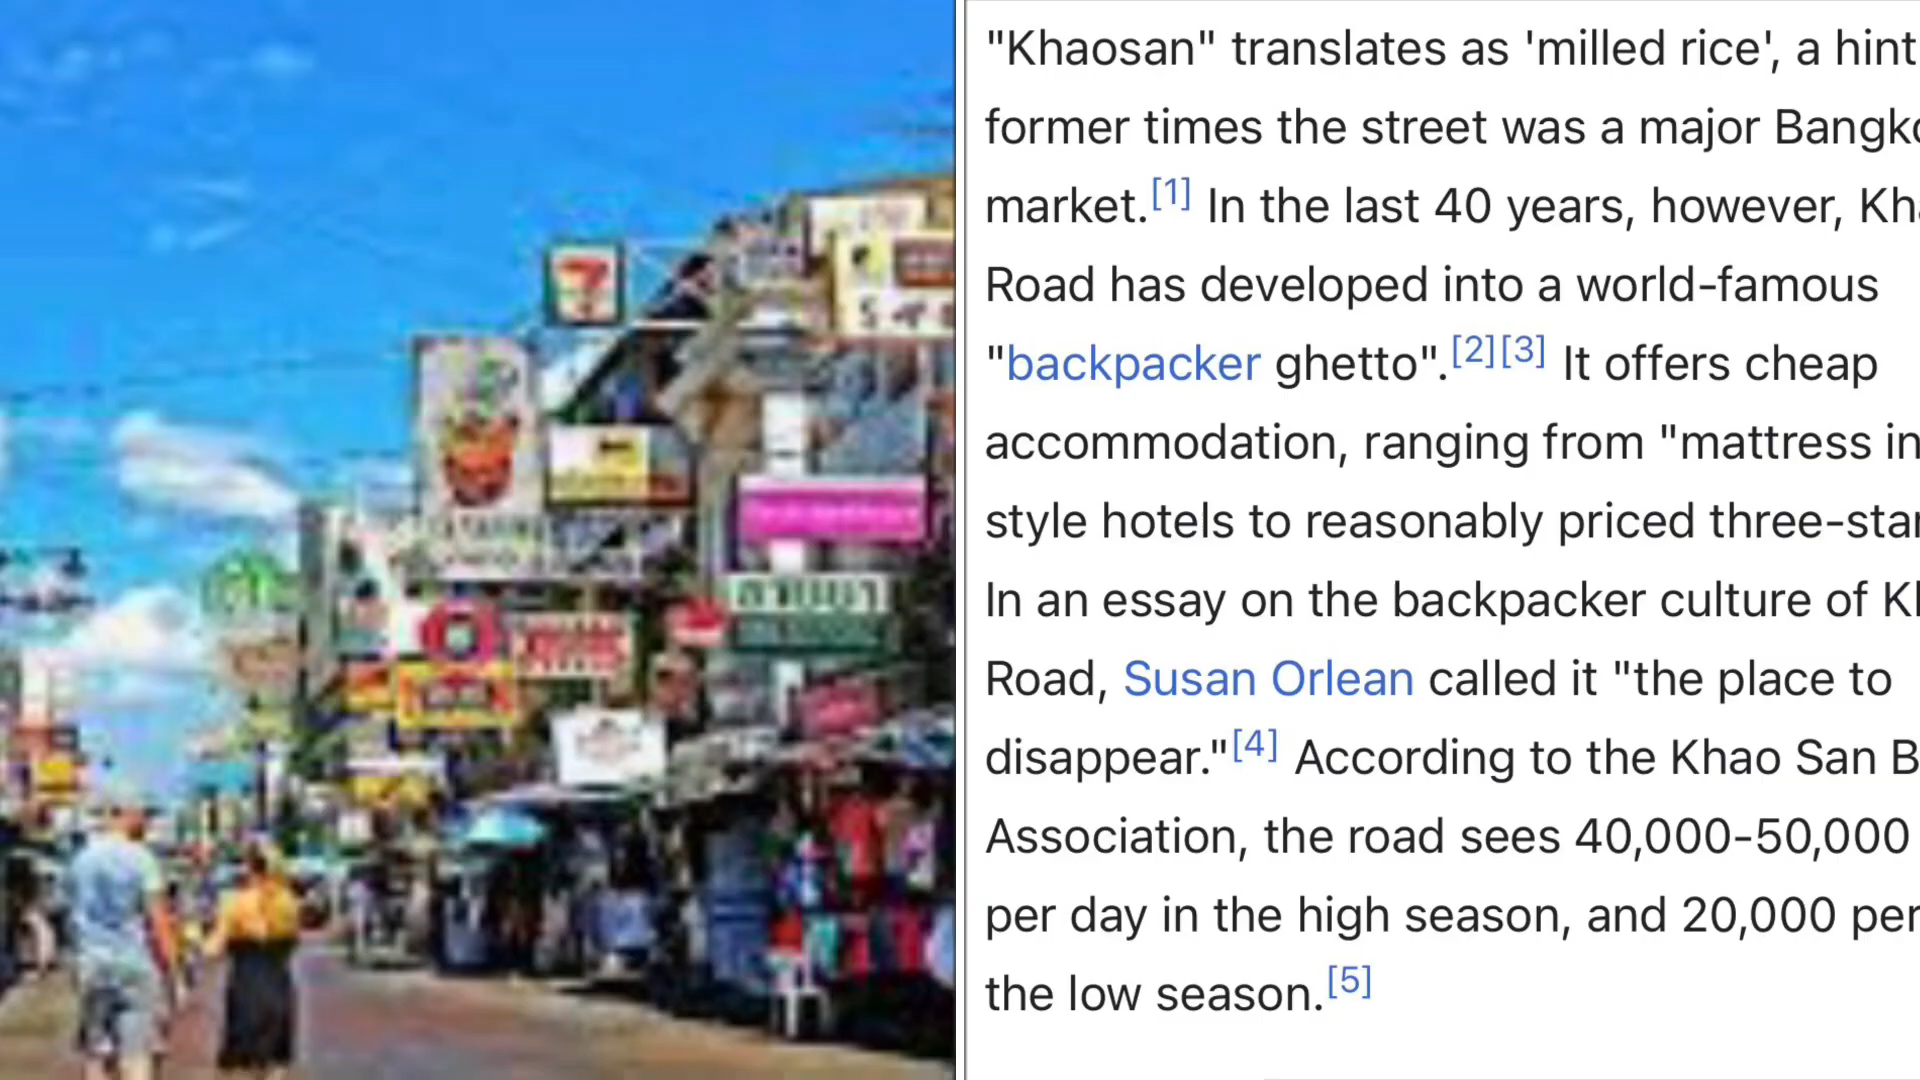 7
"Khaosan" translates as 'milled rice', a hint
former times the street was a major Bangko
market.[1] In the last 40 years, however, Kha
Road has developed into a world-famous
"backpacker ghetto".[2][3] It offers cheap
accommodation, ranging from "mattress in
style hotels to reasonably priced three-star
In an essay on the backpacker culture of Kh
Road, Susan Orlean called it "the place to
disappear."[4] According to the Khao San B
Association, the road sees 40,000-50,000
per day in the high season, and 20,000 per
the low season.[5]